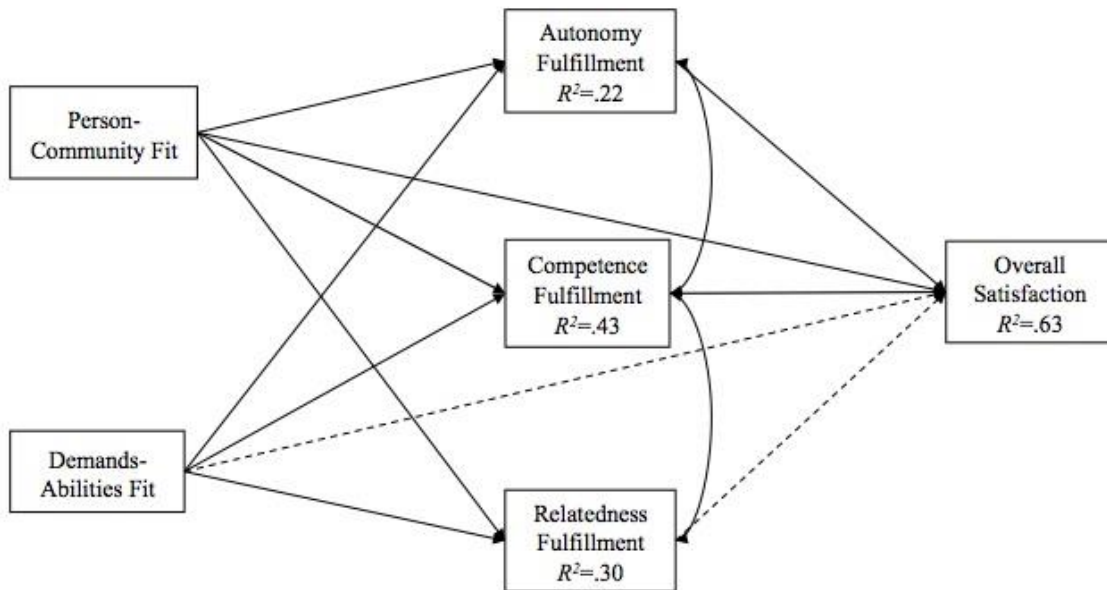 Autonomy
Fulfillment
R²=.22
Person-
Community Fit
Competence
Fulfillment
R²=.43
Overall
Satisfaction
R²=.63
Demands-
Abilities Fit
Relatedness
Fulfillment
R²=.30